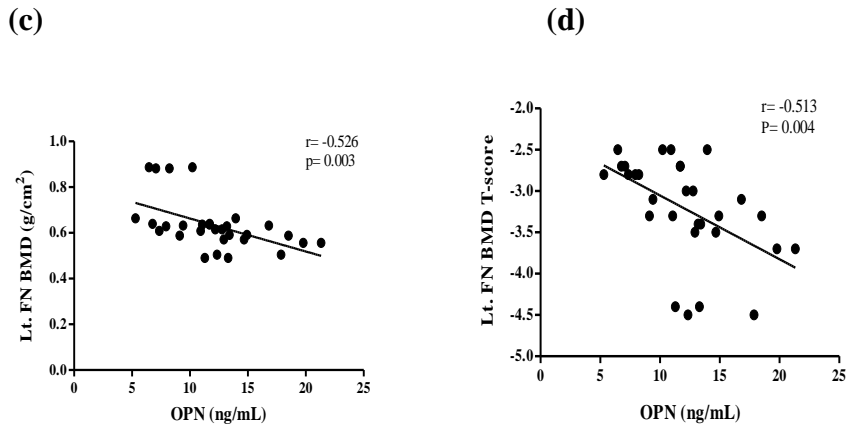 (c)
r= -0.526
p= 0.003
Lt. FN BMD (g/cm²)
1.0
0.8
0.6
0.4
0.2
0.0
0 5 10 15 20 25
OPN (ng/mL)
(d)
r= -0.513
P= 0.004
Lt. FN BMD T-score
-2.0
-2.5
-3.0
-3.5
-4.0
-4.5
-5.0
0 5 10 15 20 25
OPN (ng/mL)